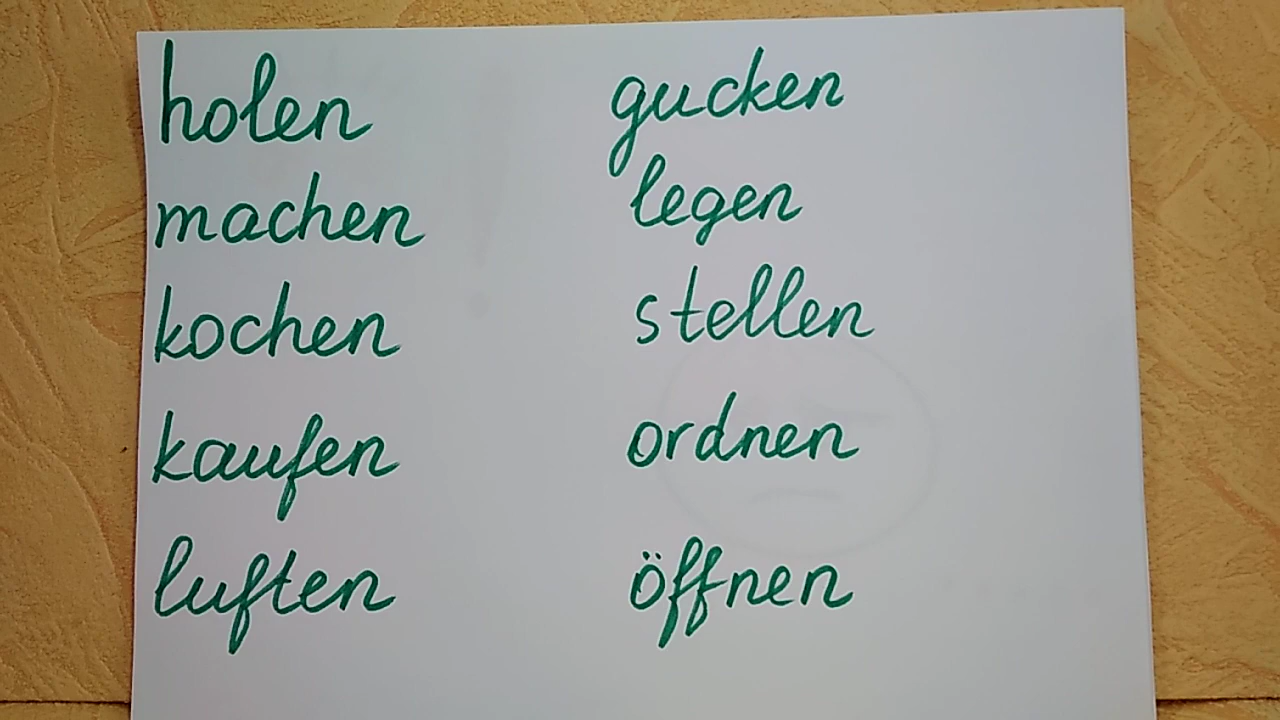 holen
machen
kochen
kaufen
luften
gucken
legen
stellen
ordnen
öffnen